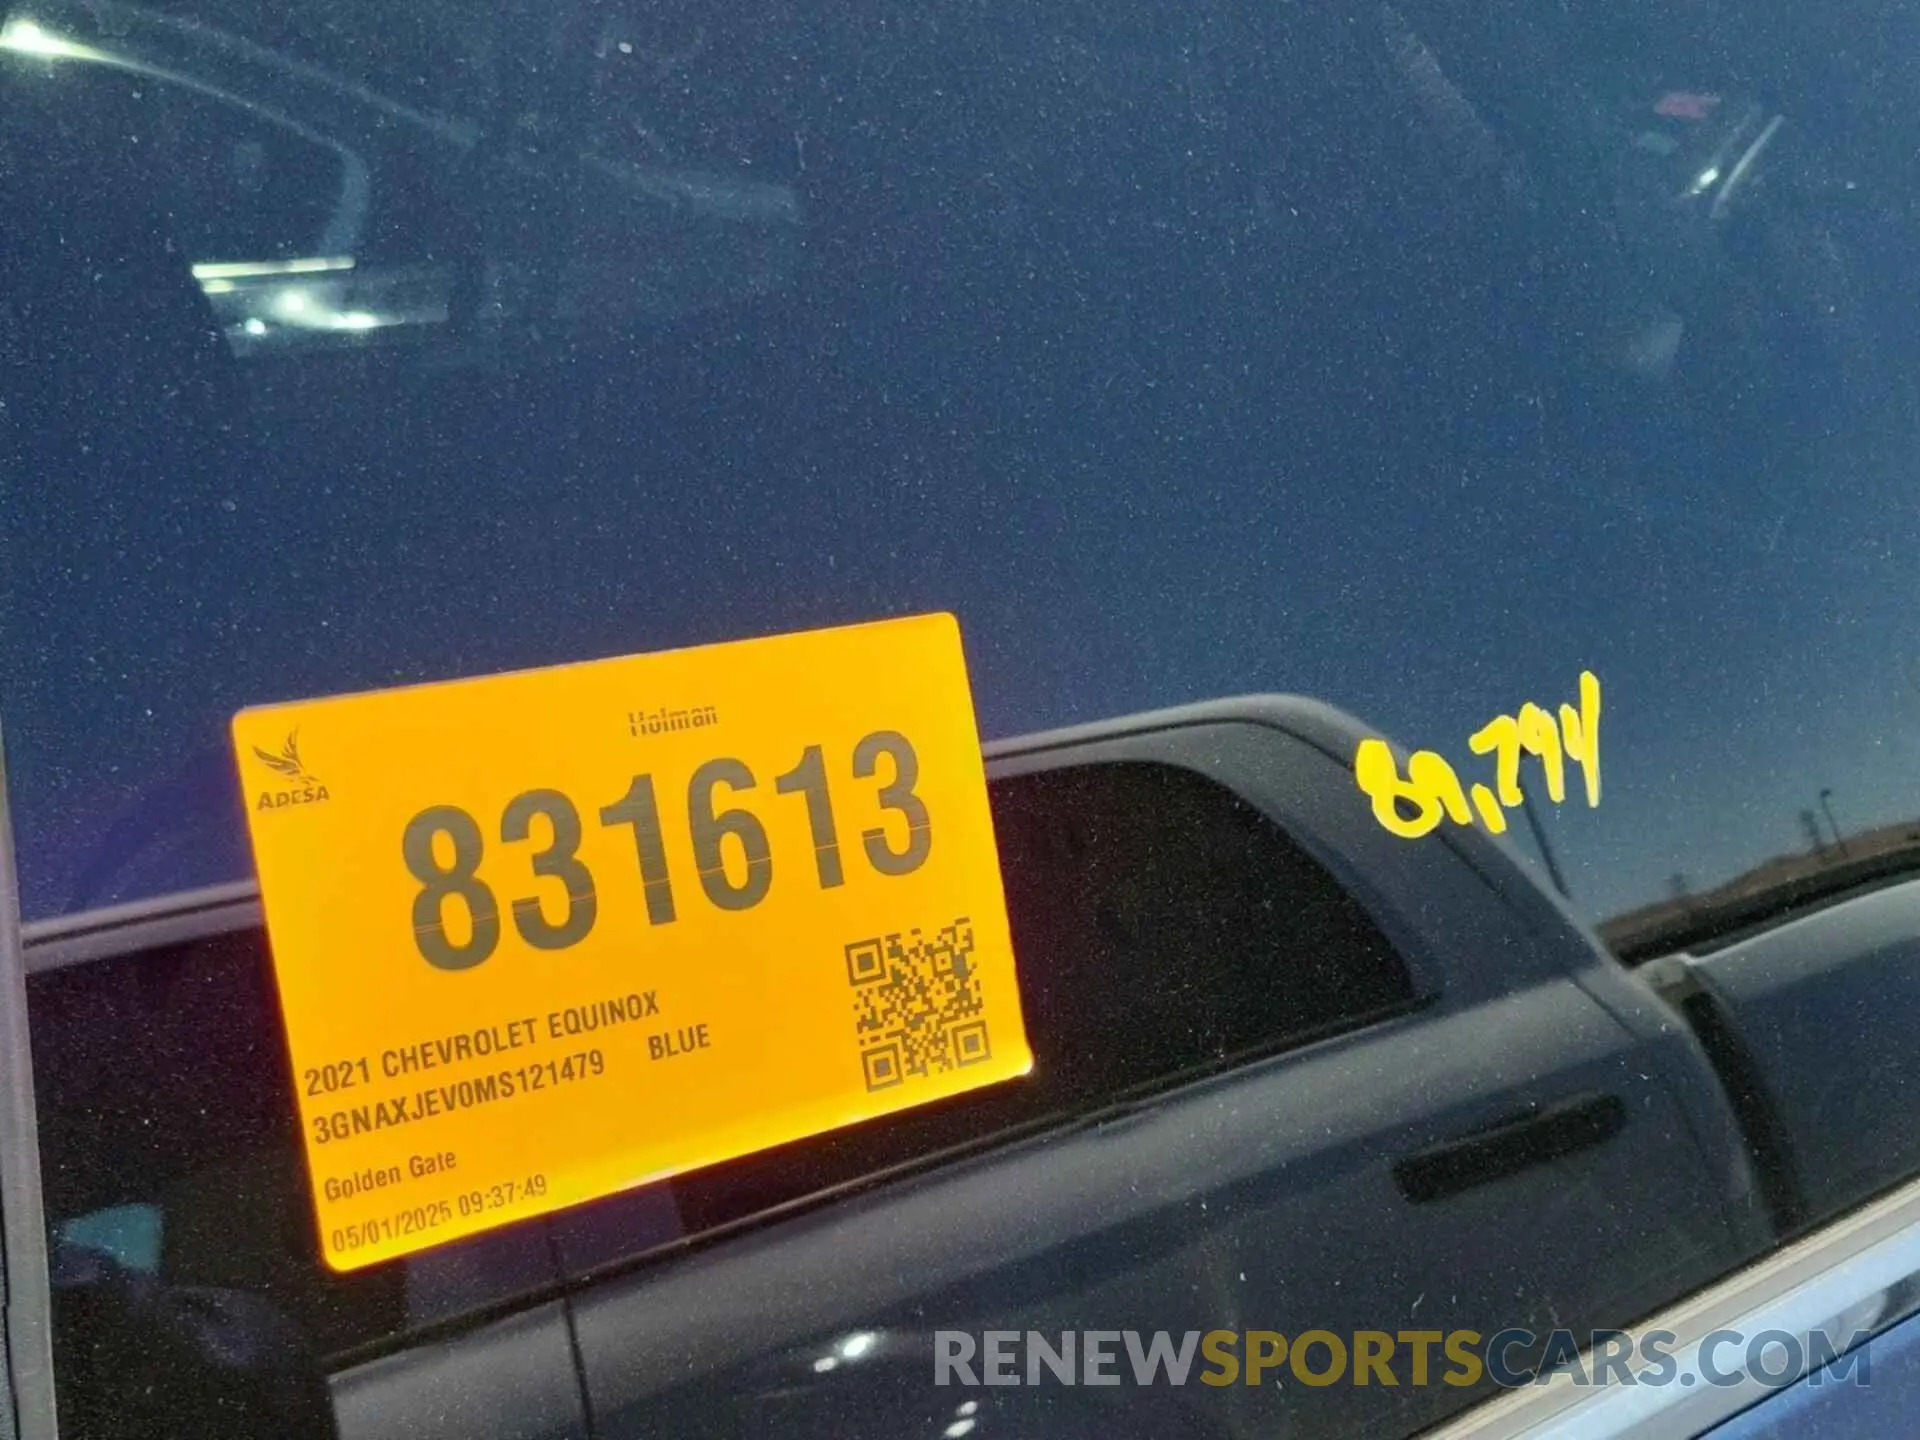 Holman
ADESA
831613
2021 CHEVROLET EQUINOX
3GNAXJEV0MS121479 BLUE
Golden Gate
05/01/2025 09:37:49
RENEWSPORTSCARS.COM